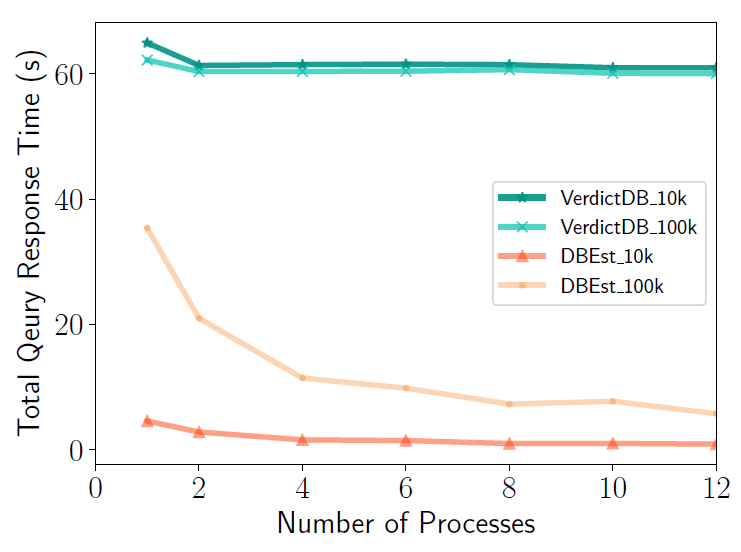 Total Qeury Response Time (s)
60
40
20
0
VerdictDB_10k
VerdictDB_100k
DBEst_10k
DBEst_100k
0 2 4 6 8 10 12
Number of Processes